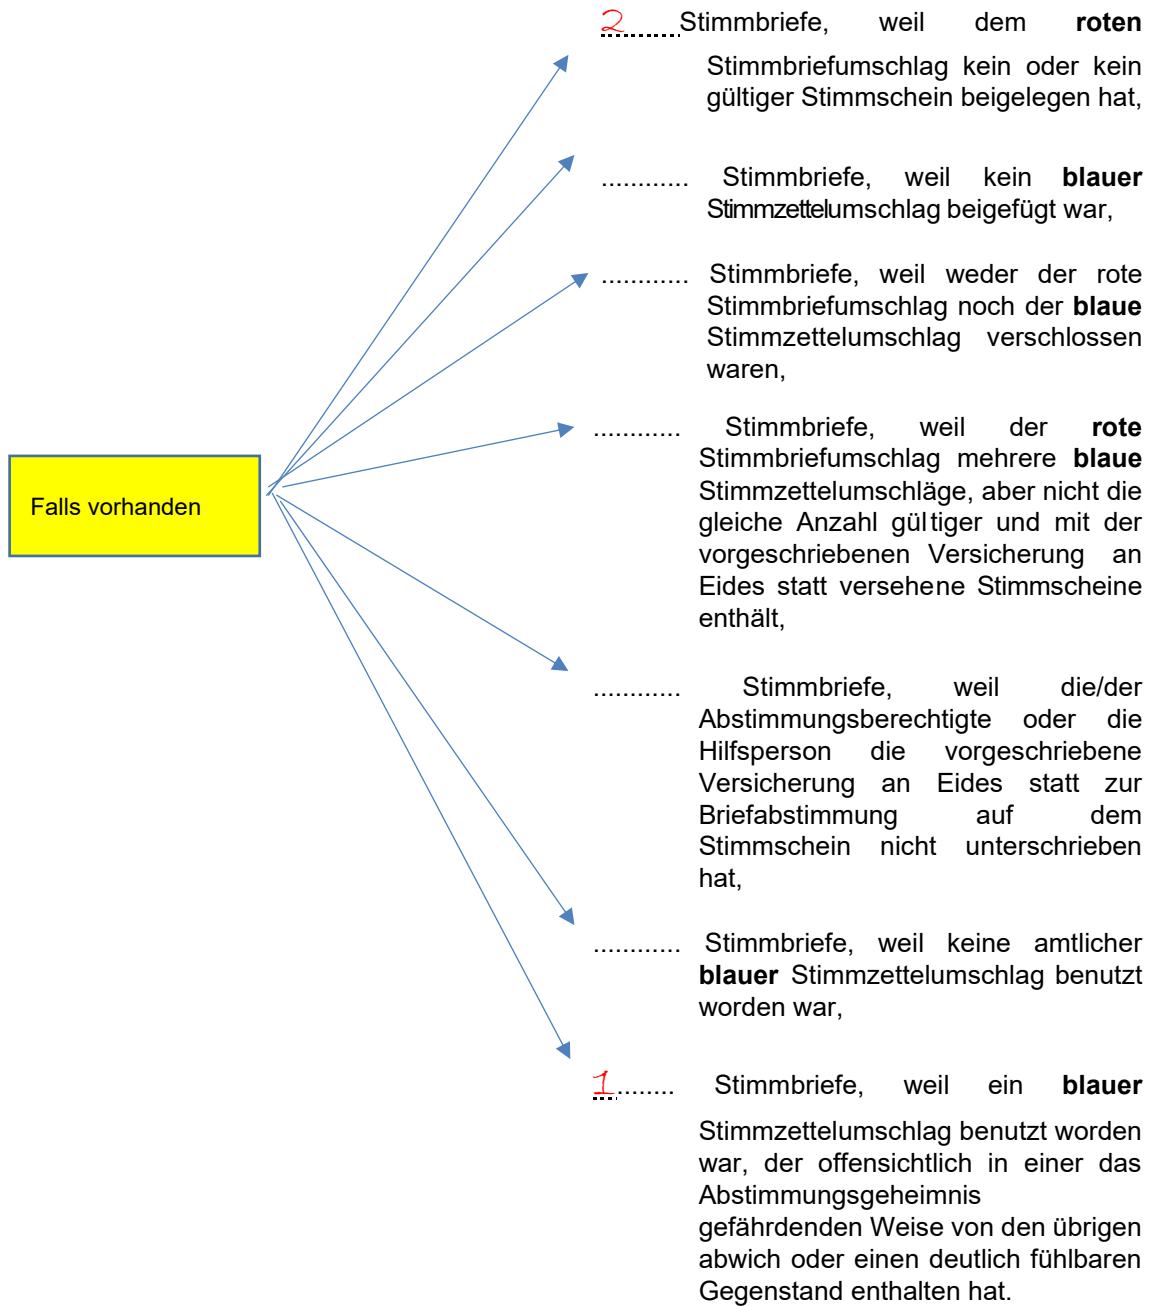 2......Stimmbriefe, weil dem roten
Stimmbriefumschlag kein oder kein
gültiger Stimmschein beigelegen hat,
............ Stimmbriefe, weil kein blauer
Stimmzettelumschlag beigefügt war,
............ Stimmbriefe, weil weder der rote
Stimmbriefumschlag noch der blaue
Stimmzettelumschlag verschlossen
waren,
............ Stimmbriefe, weil der rote
Stimmbriefumschlag mehrere blaue
Stimmzettelumschläge, aber nicht die
gleiche Anzahl gültiger und mit der
vorgeschriebenen Versicherung an
Eides statt versehene Stimmscheine
enthält,
Falls vorhanden
............ Stimmbriefe, weil die/der
Abstimmungsberechtigte oder die
Hilfsperson die vorgeschriebene
Versicherung an Eides statt zur
Briefabstimmung auf dem
Stimmschein nicht unterschrieben
hat,
............ Stimmbriefe, weil keine amtlicher
blauer Stimmzettelumschlag benutzt
worden war,
1........ Stimmbriefe, weil ein blauer
Stimmzettelumschlag benutzt worden
war, der offensichtlich in einer das
Abstimmungsgeheimnis
gefährdenden Weise von den übrigen
abwich oder einen deutlich fühlbaren
Gegenstand enthalten hat.